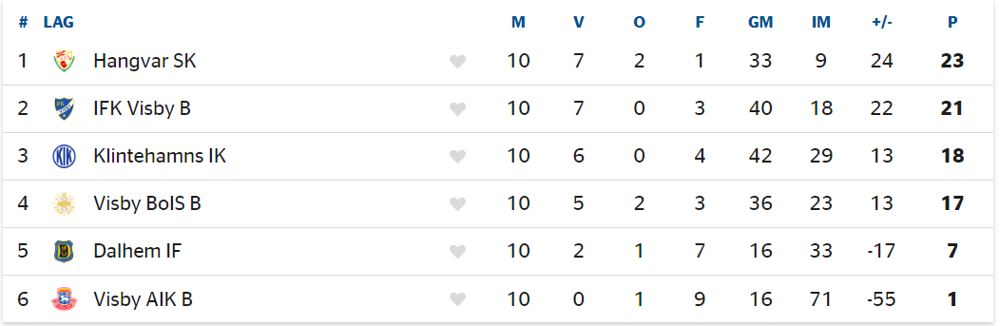 # LAG M V O F GM IM +/- P
1 Hangvar SK 10 7 2 1 33 9 24 23
2 IFK Visby B 10 7 0 3 40 18 22 21
3 KIK Klintehamns IK 10 6 0 4 42 29 13 18
4 Visby BoIS B 10 5 2 3 36 23 13 17
5 Dalhem IF 10 2 1 7 16 33 -17 7
6 Visby AIK B 10 0 1 9 16 71 -55 1